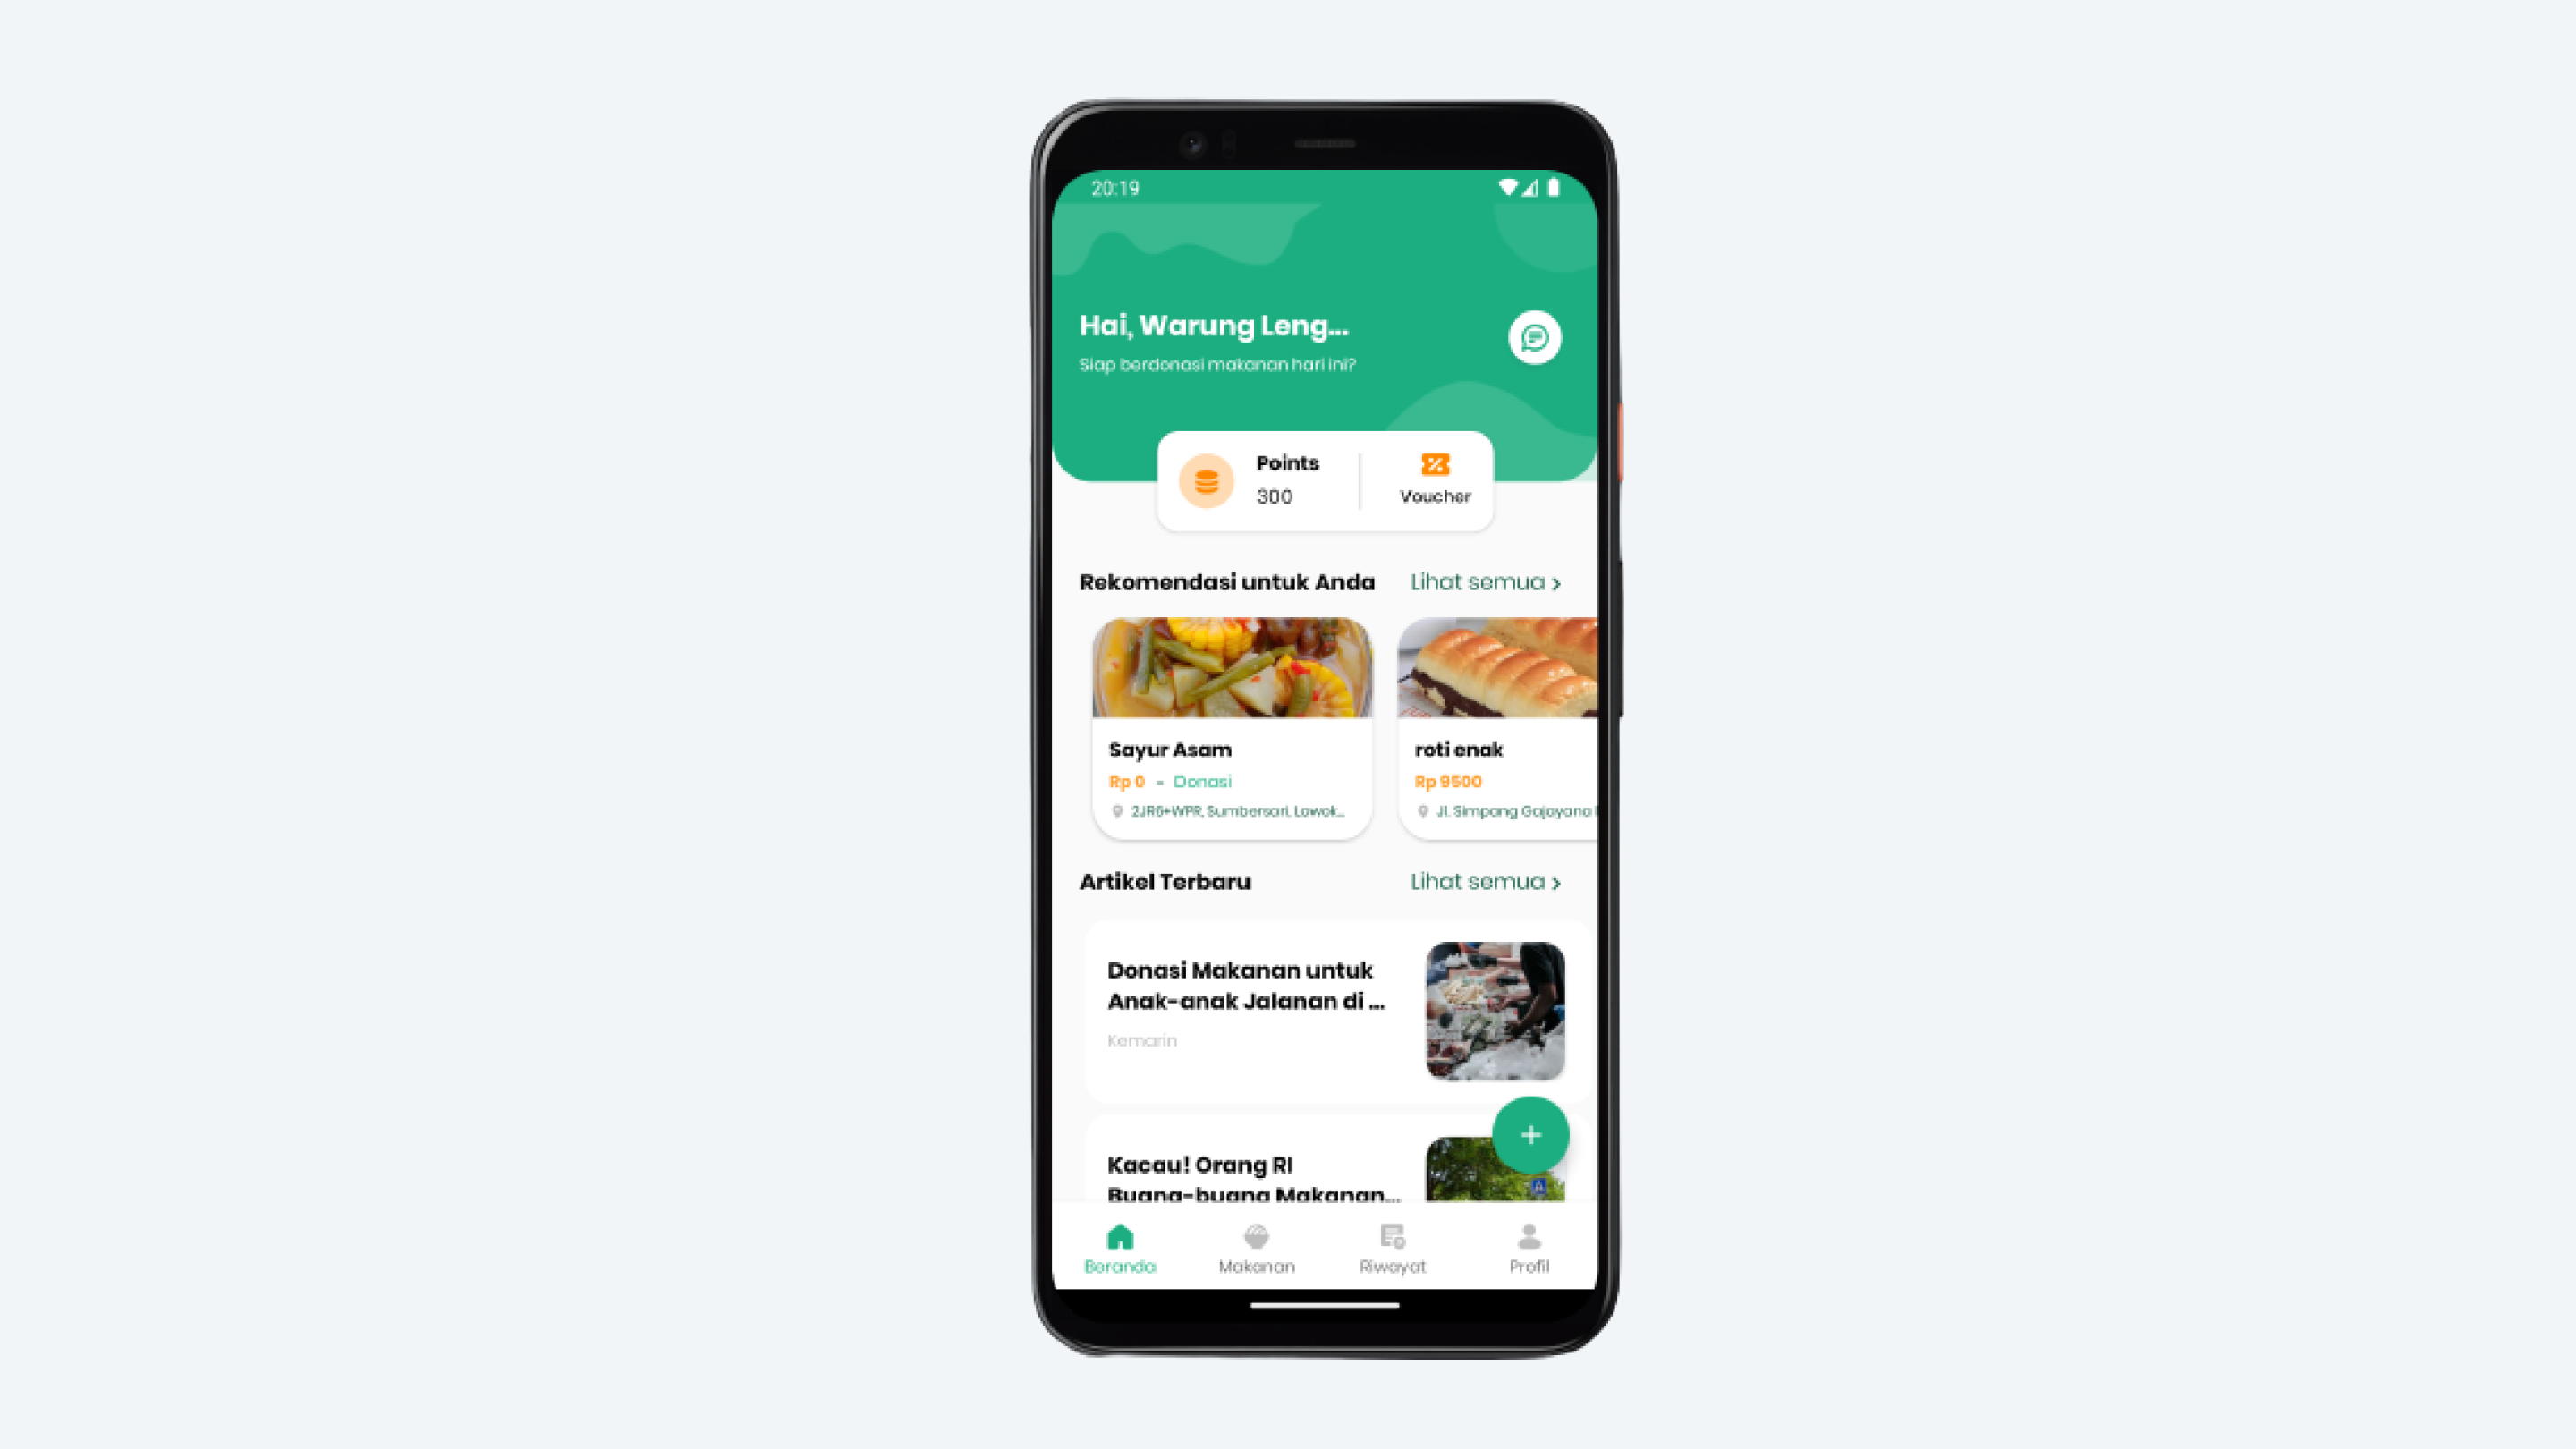 20:19
Hai, Warung Leng...
Siap berdonasi makanan hari ini?
Points
300
Voucher
Rekomendasi untuk Anda
Lihat semua >
Sayur Asam
Rp 0 - Donasi
2JR6+WPR, Sumbersari, Lowok...
roti enak
Rp 9500
Jl. Simpang Gajayana
Artikel Terbaru
Lihat semua >
Donasi Makanan untuk
Anak-anak Jalanan di ...
Kemarin
Kacau! Orang RI
Buang-buang Makanan...
Beranda
Makanan
Riwayat
Profil